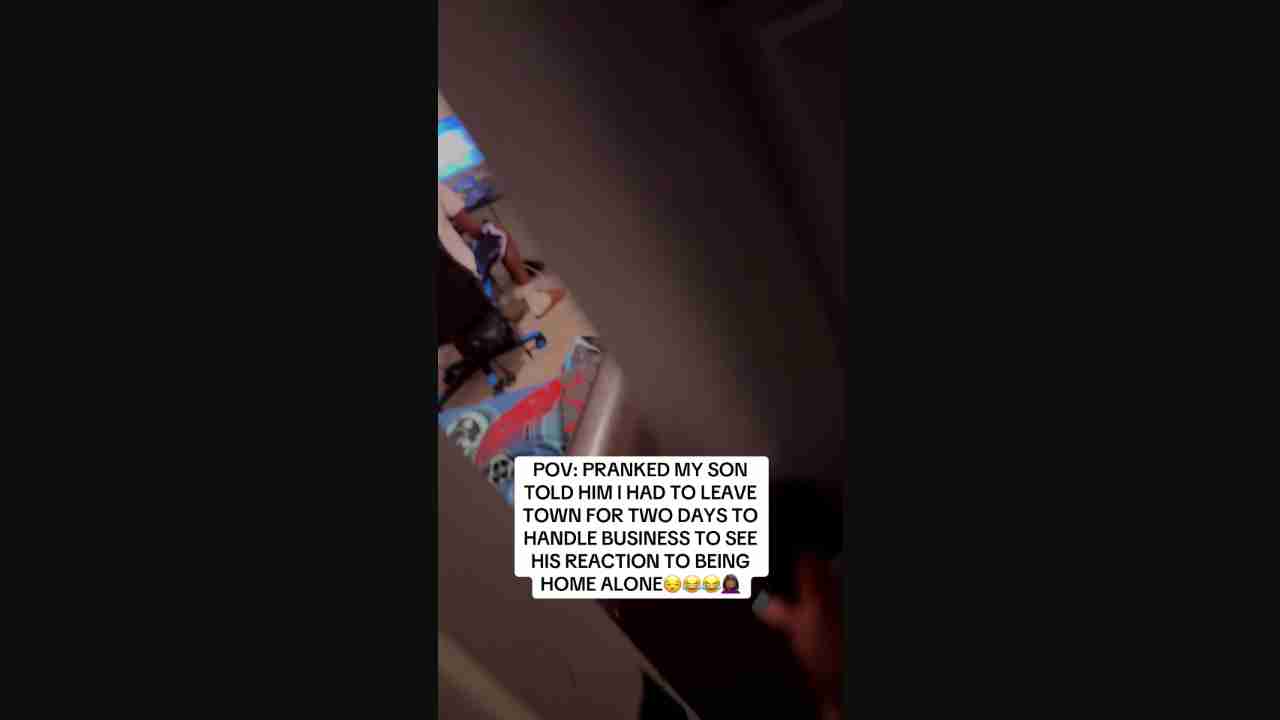 POV: PRANKED MY SON
TOLD HIM I HAD TO LEAVE
TOWN FOR TWO DAYS TO
HANDLE BUSINESS TO SEE
HIS REACTION TO BEING
HOME ALONE😔😂😂🤦🏾‍♀️